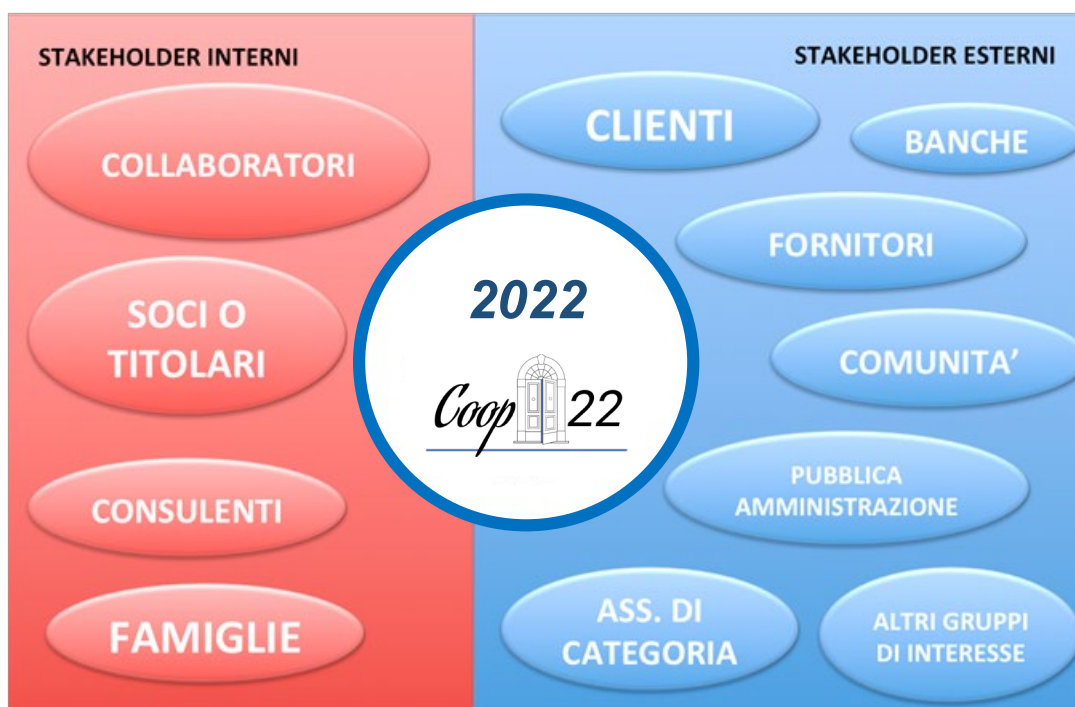 STAKEHOLDER INTERNI
COLLABORATORI
SOCI O
TITOLARI
CONSULENTI
FAMIGLIE
2022
Coop 22
STAKEHOLDER ESTERNI
CLIENTI
BANCHE
FORNITORI
COMUNITA’
PUBBLICA
AMMINISTRAZIONE
ASS. DI
CATEGORIA
ALTRI GRUPPI
DI INTERESSE